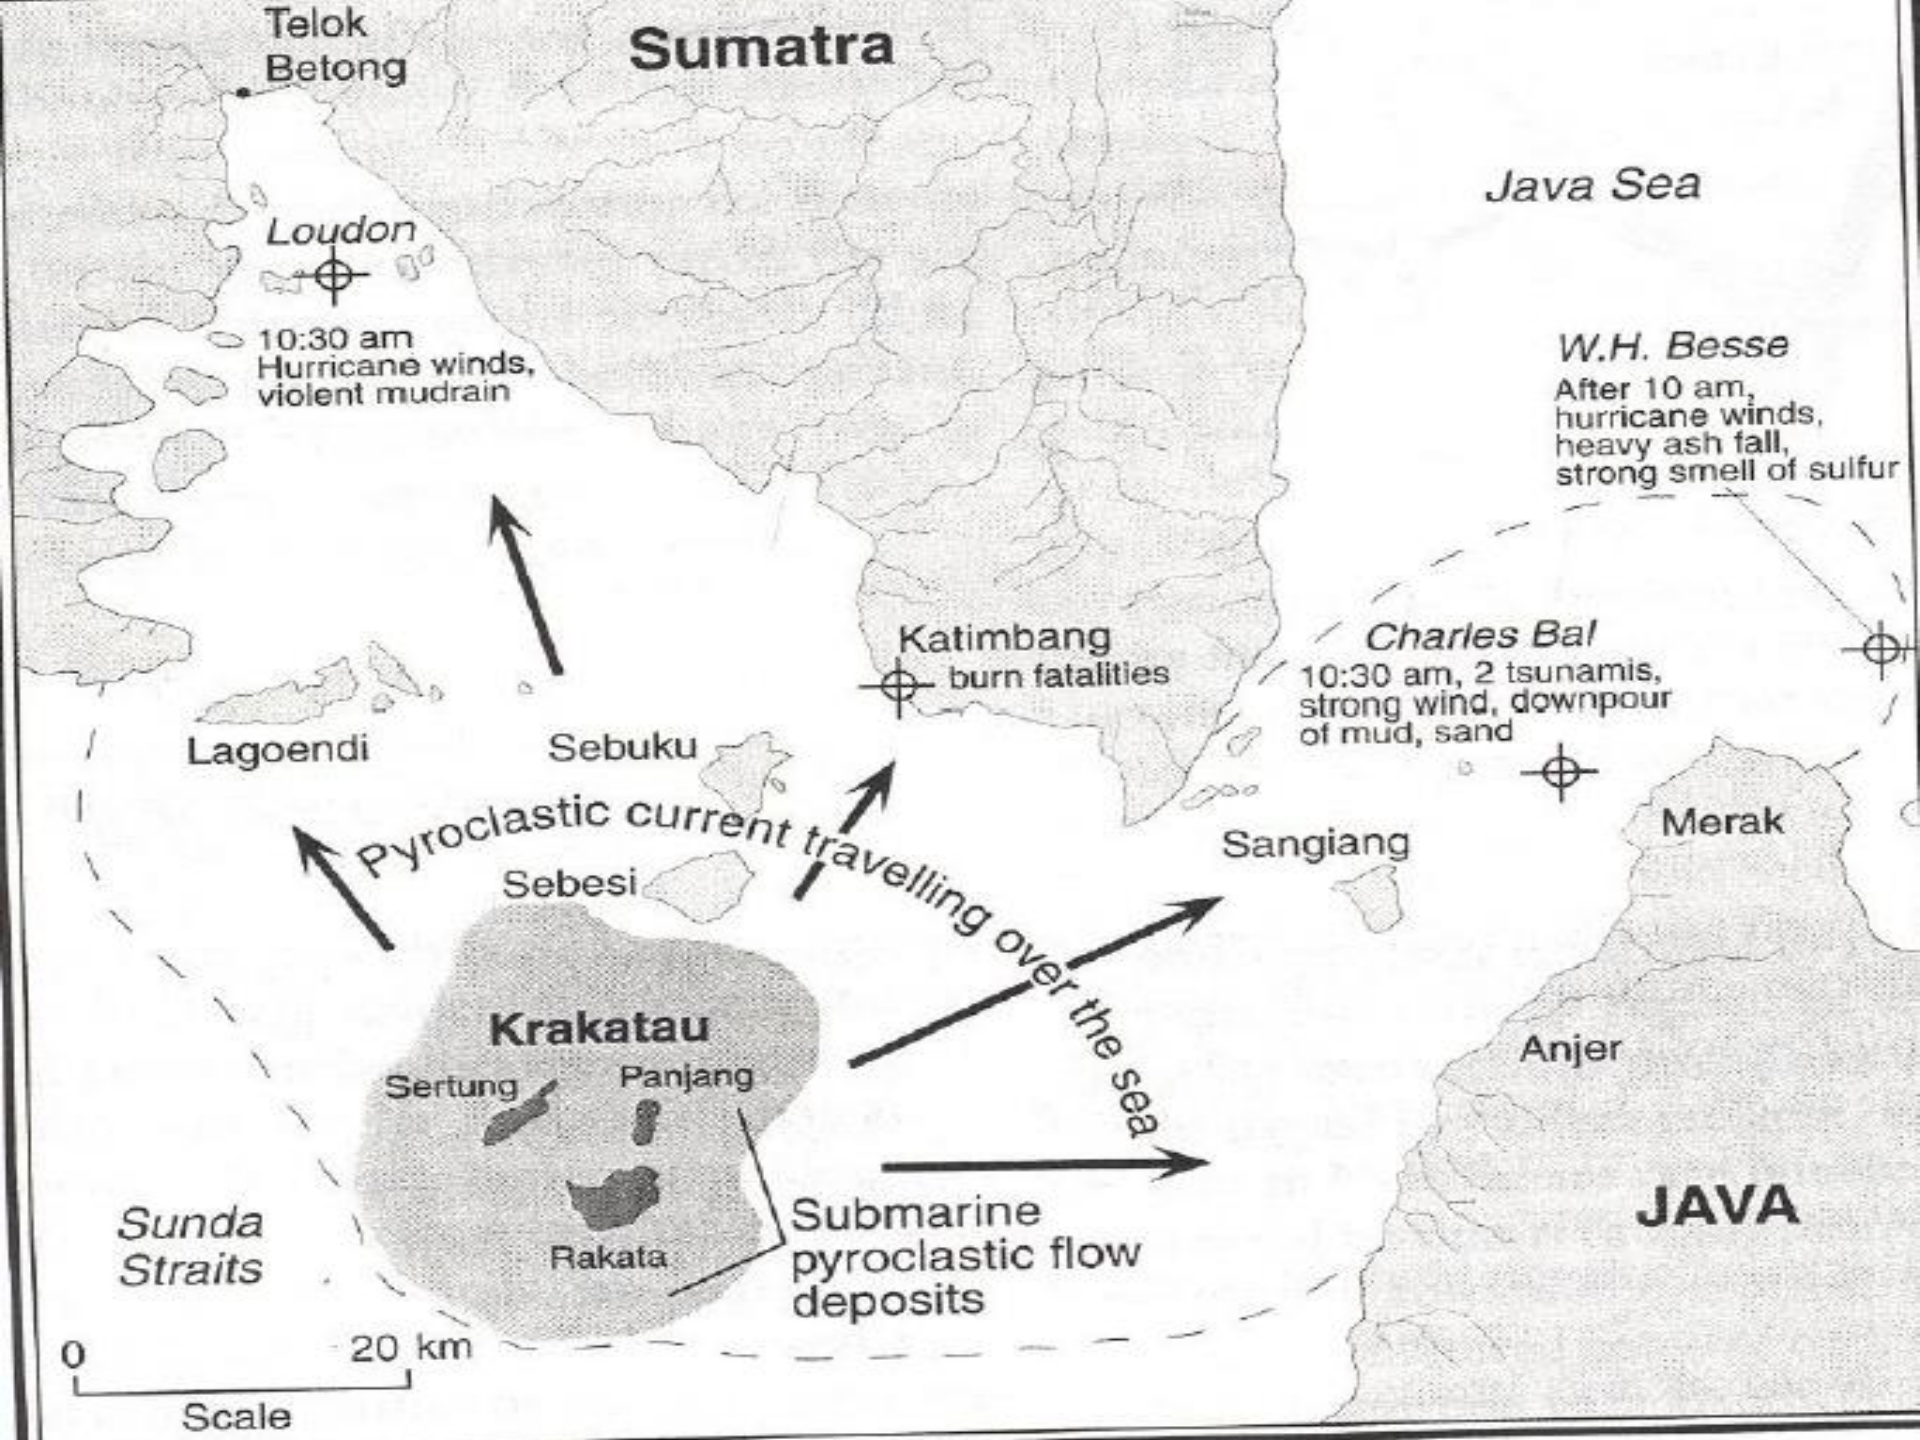 Telok
Betong
Sumatra
Java Sea
Loudon
10:30 am
Hurricane winds,
violent mudrain
W.H. Besse
After 10 am,
hurricane winds,
heavy ash fall,
strong smell of sulfur
Katimbang
burn fatalities
Charles Bal
10:30 am, 2 tsunamis,
strong wind, downpour
of mud, sand
Lagoendi
Sebuku
Merak
Pyroclastic current travelling over the sea
Sangiang
Sebesi
Krakatau
Anjer
Sertung
Panjang
JAVA
Sunda
Straits
Rakata
Submarine
pyroclastic flow
deposits
0 20 km
Scale